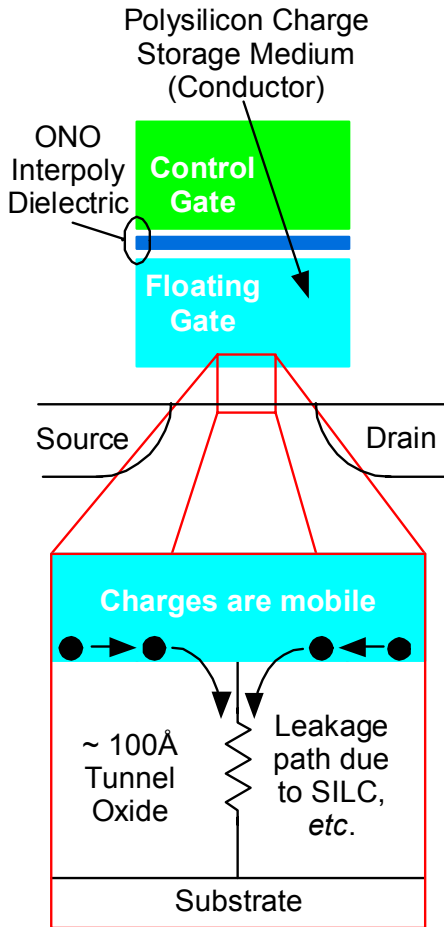 Polysilicon Charge
Storage Medium
(Conductor)
ONO
Interpoly
Dielectric
Control
Gate
Floating
Gate
Source
Drain
Charges are mobile
~ 100Å
Tunnel
Oxide
Leakage
path due
to SILC,
etc.
Substrate